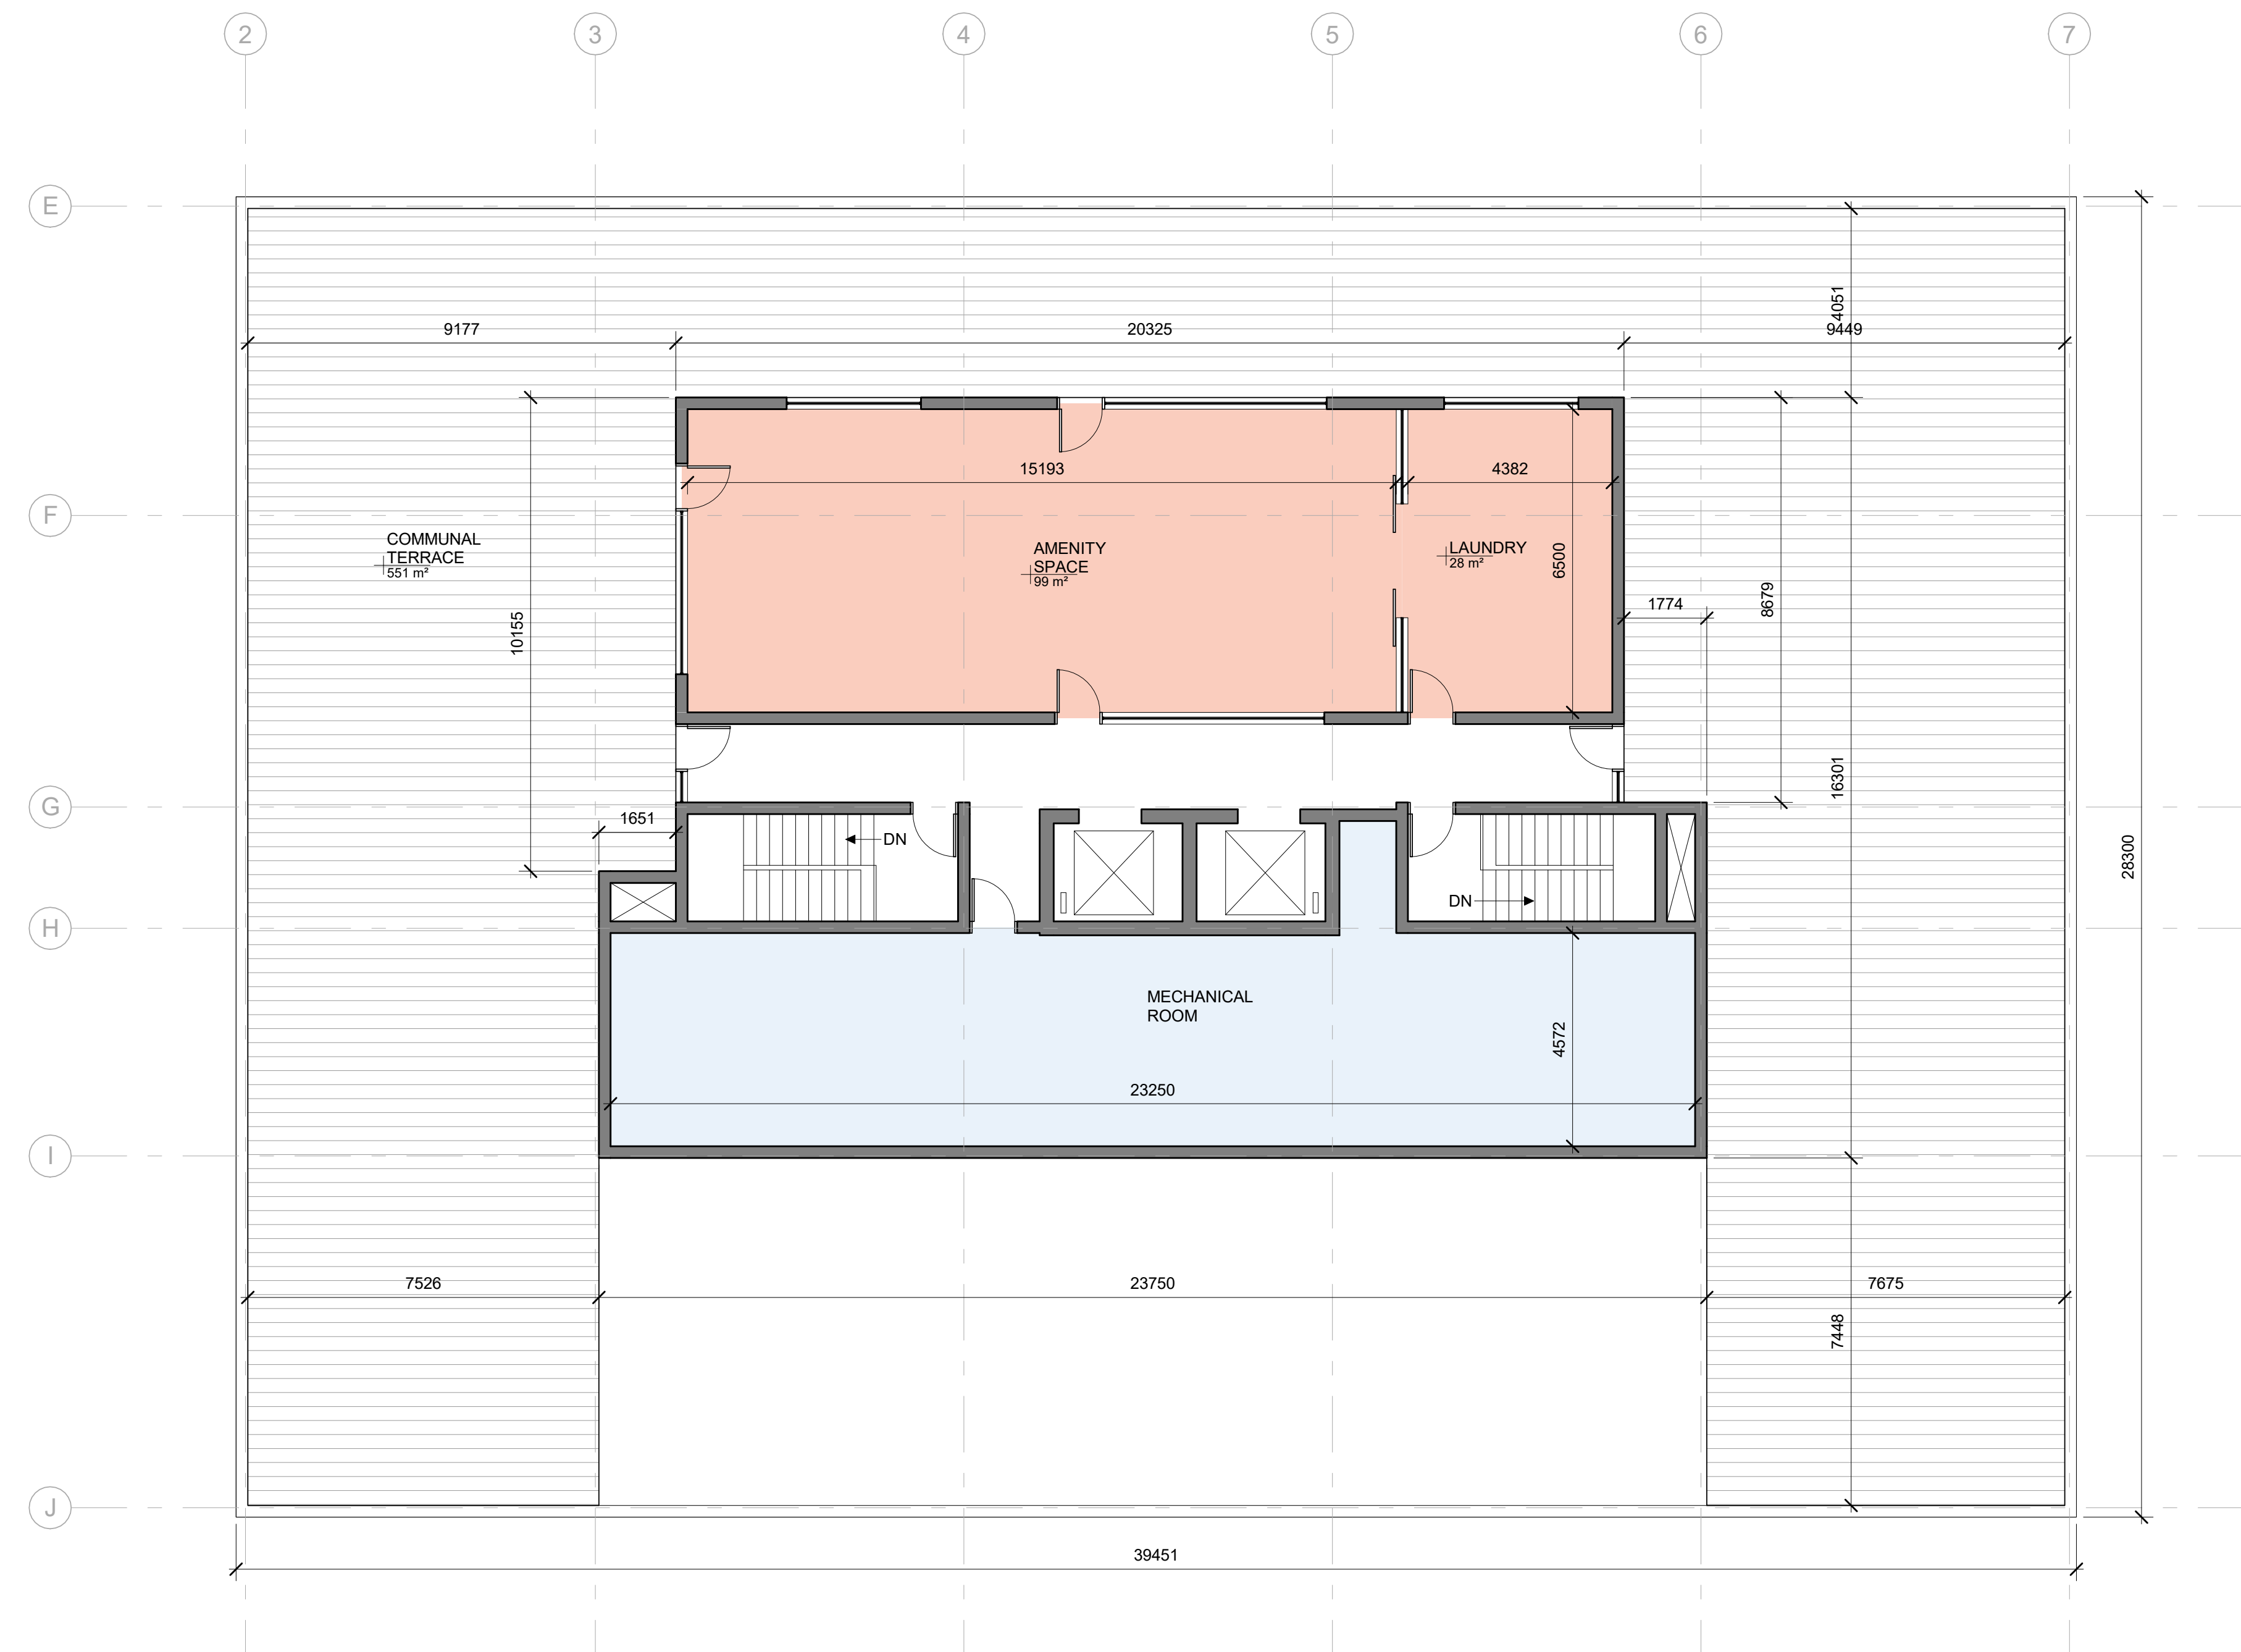 2 3 4 5 6 7
E
4051
9177 20325 9449
15193 4382
F
COMMUNAL
TERRACE
551 m²
AMENITY
SPACE
99 m²
LAUNDRY
28 m²
6500
8679
1774
10155
16301
G
1651
DN
28300
DN
H
MECHANICAL
ROOM
4572
23250
I
7526 23750 7675
7448
J
39451